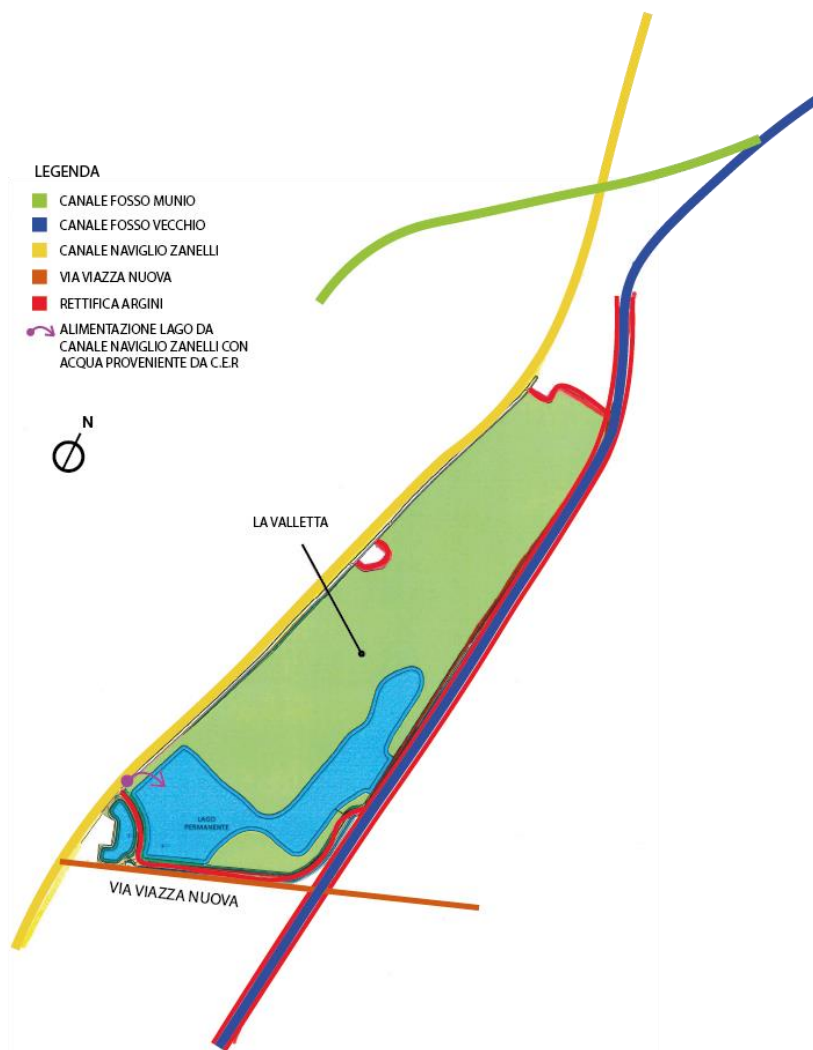 LEGENDA
CANALE FOSSO MUNIO
CANALE FOSSO VECCHIO
CANALE NAVIGLIO ZANELLI
VIA VIAZZA NUOVA
RETTIFICA ARGINI
ALIMENTAZIONE LAGO DA
CANALE NAVIGLIO ZANELLI CON
ACQUA PROVENIENTE DA C.E.R
N
LA VALLETTA
LAGO
PERMANENTE
VIA VIAZZA NUOVA